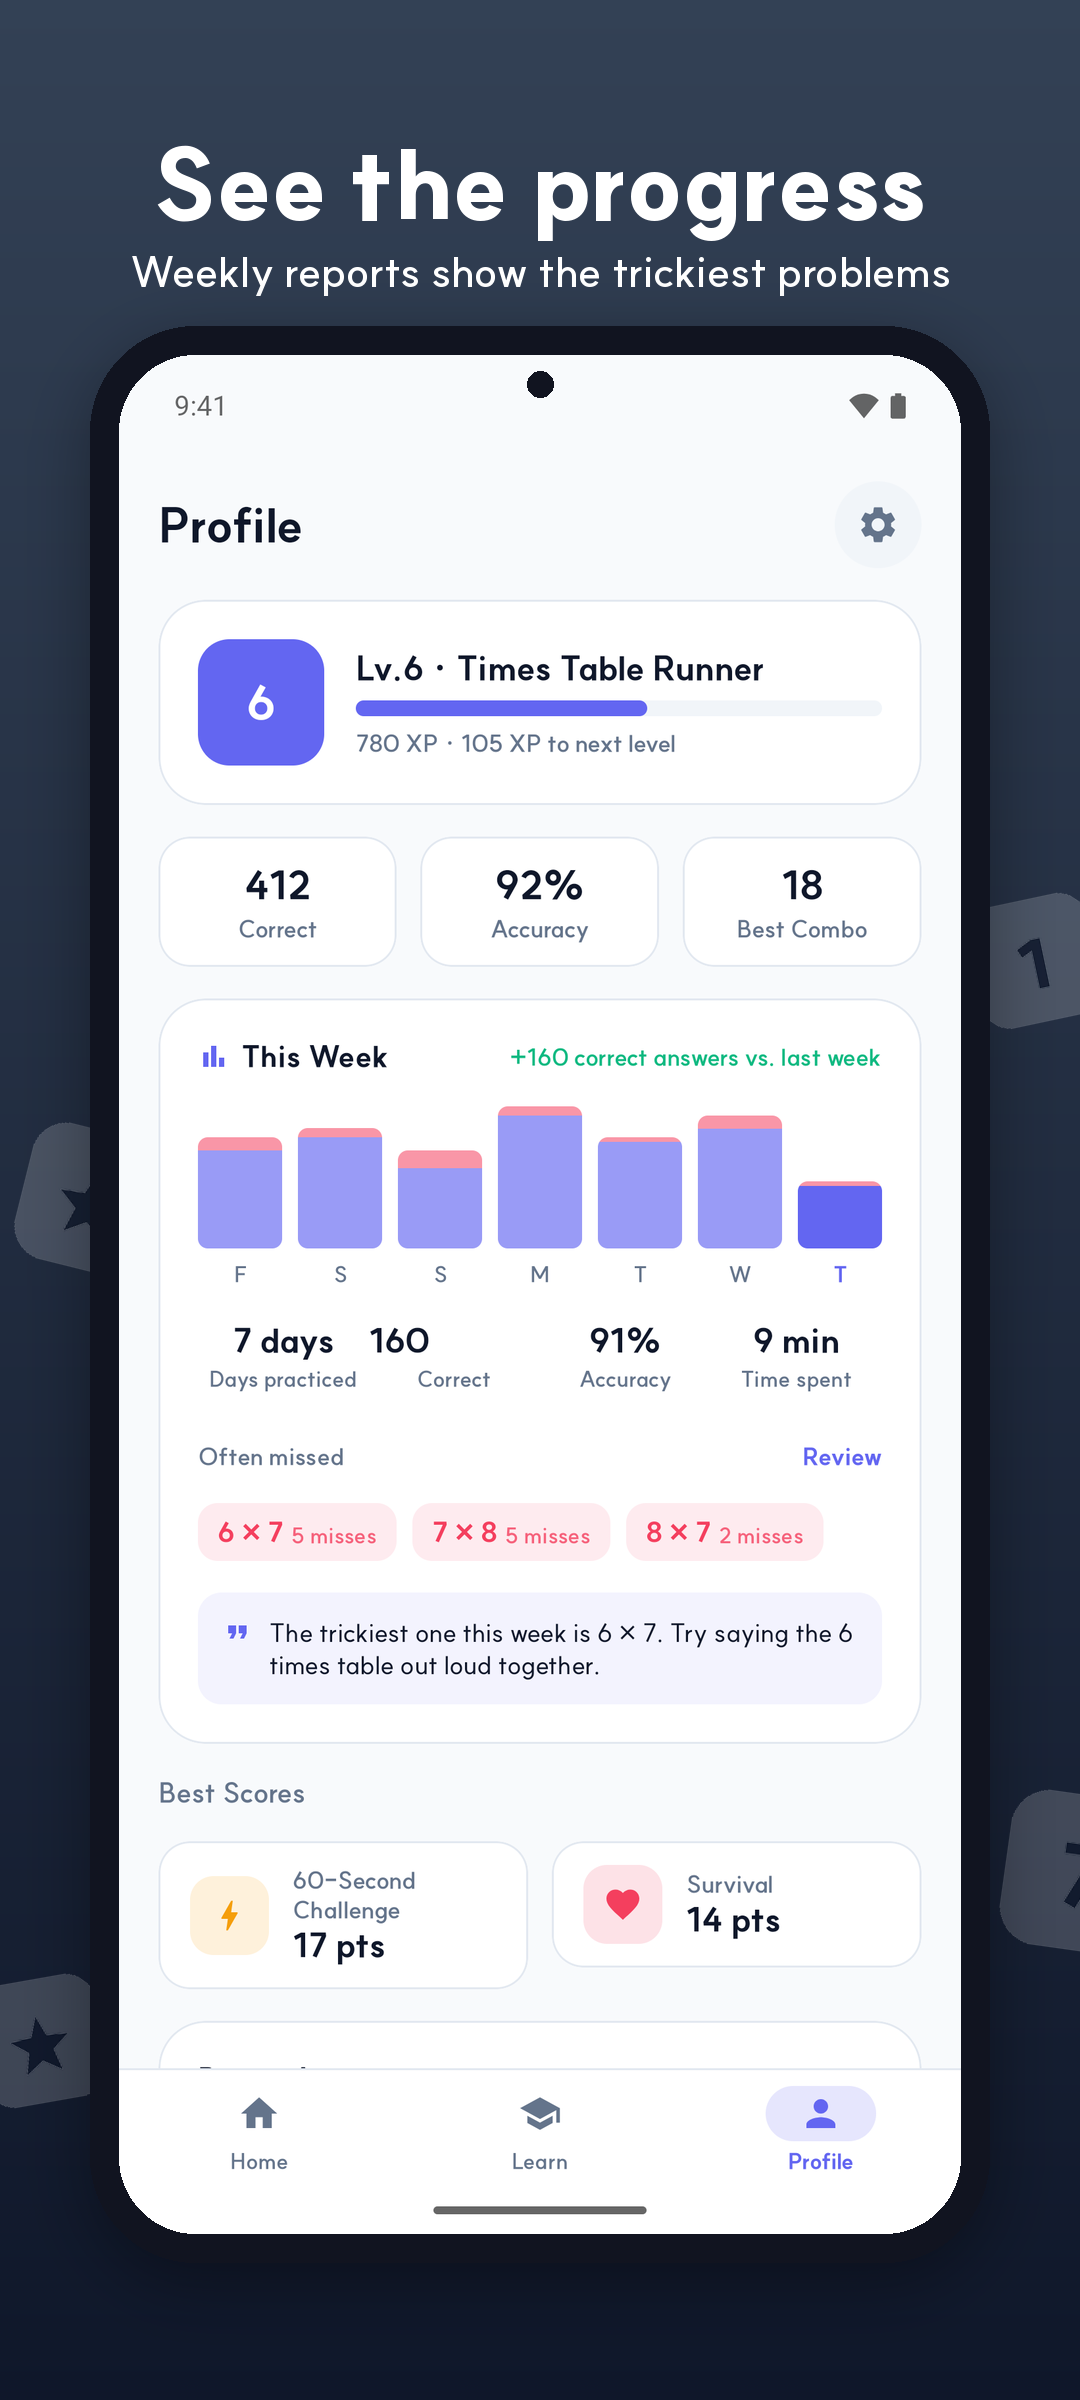 See the progress
Weekly reports show the trickiest problems
9:41
Profile
6
Lv.6 · Times Table Runner
780 XP · 105 XP to next level
412
Correct
92%
Accuracy
18
Best Combo
1
This Week
+160 correct answers vs. last week
F S S M T W T
7 days
Days practiced
160
Correct
91%
Accuracy
9 min
Time spent
Often missed
Review
6 × 7 5 misses
7 × 8 5 misses
8 × 7 2 misses
The trickiest one this week is 6 × 7. Try saying the 6
times table out loud together.
Best Scores
60-Second
Challenge
17 pts
Survival
14 pts
7
Home
Learn
Profile